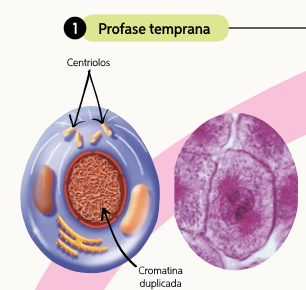 1 Profase temprana
Centriolos
Cromatina
duplicada